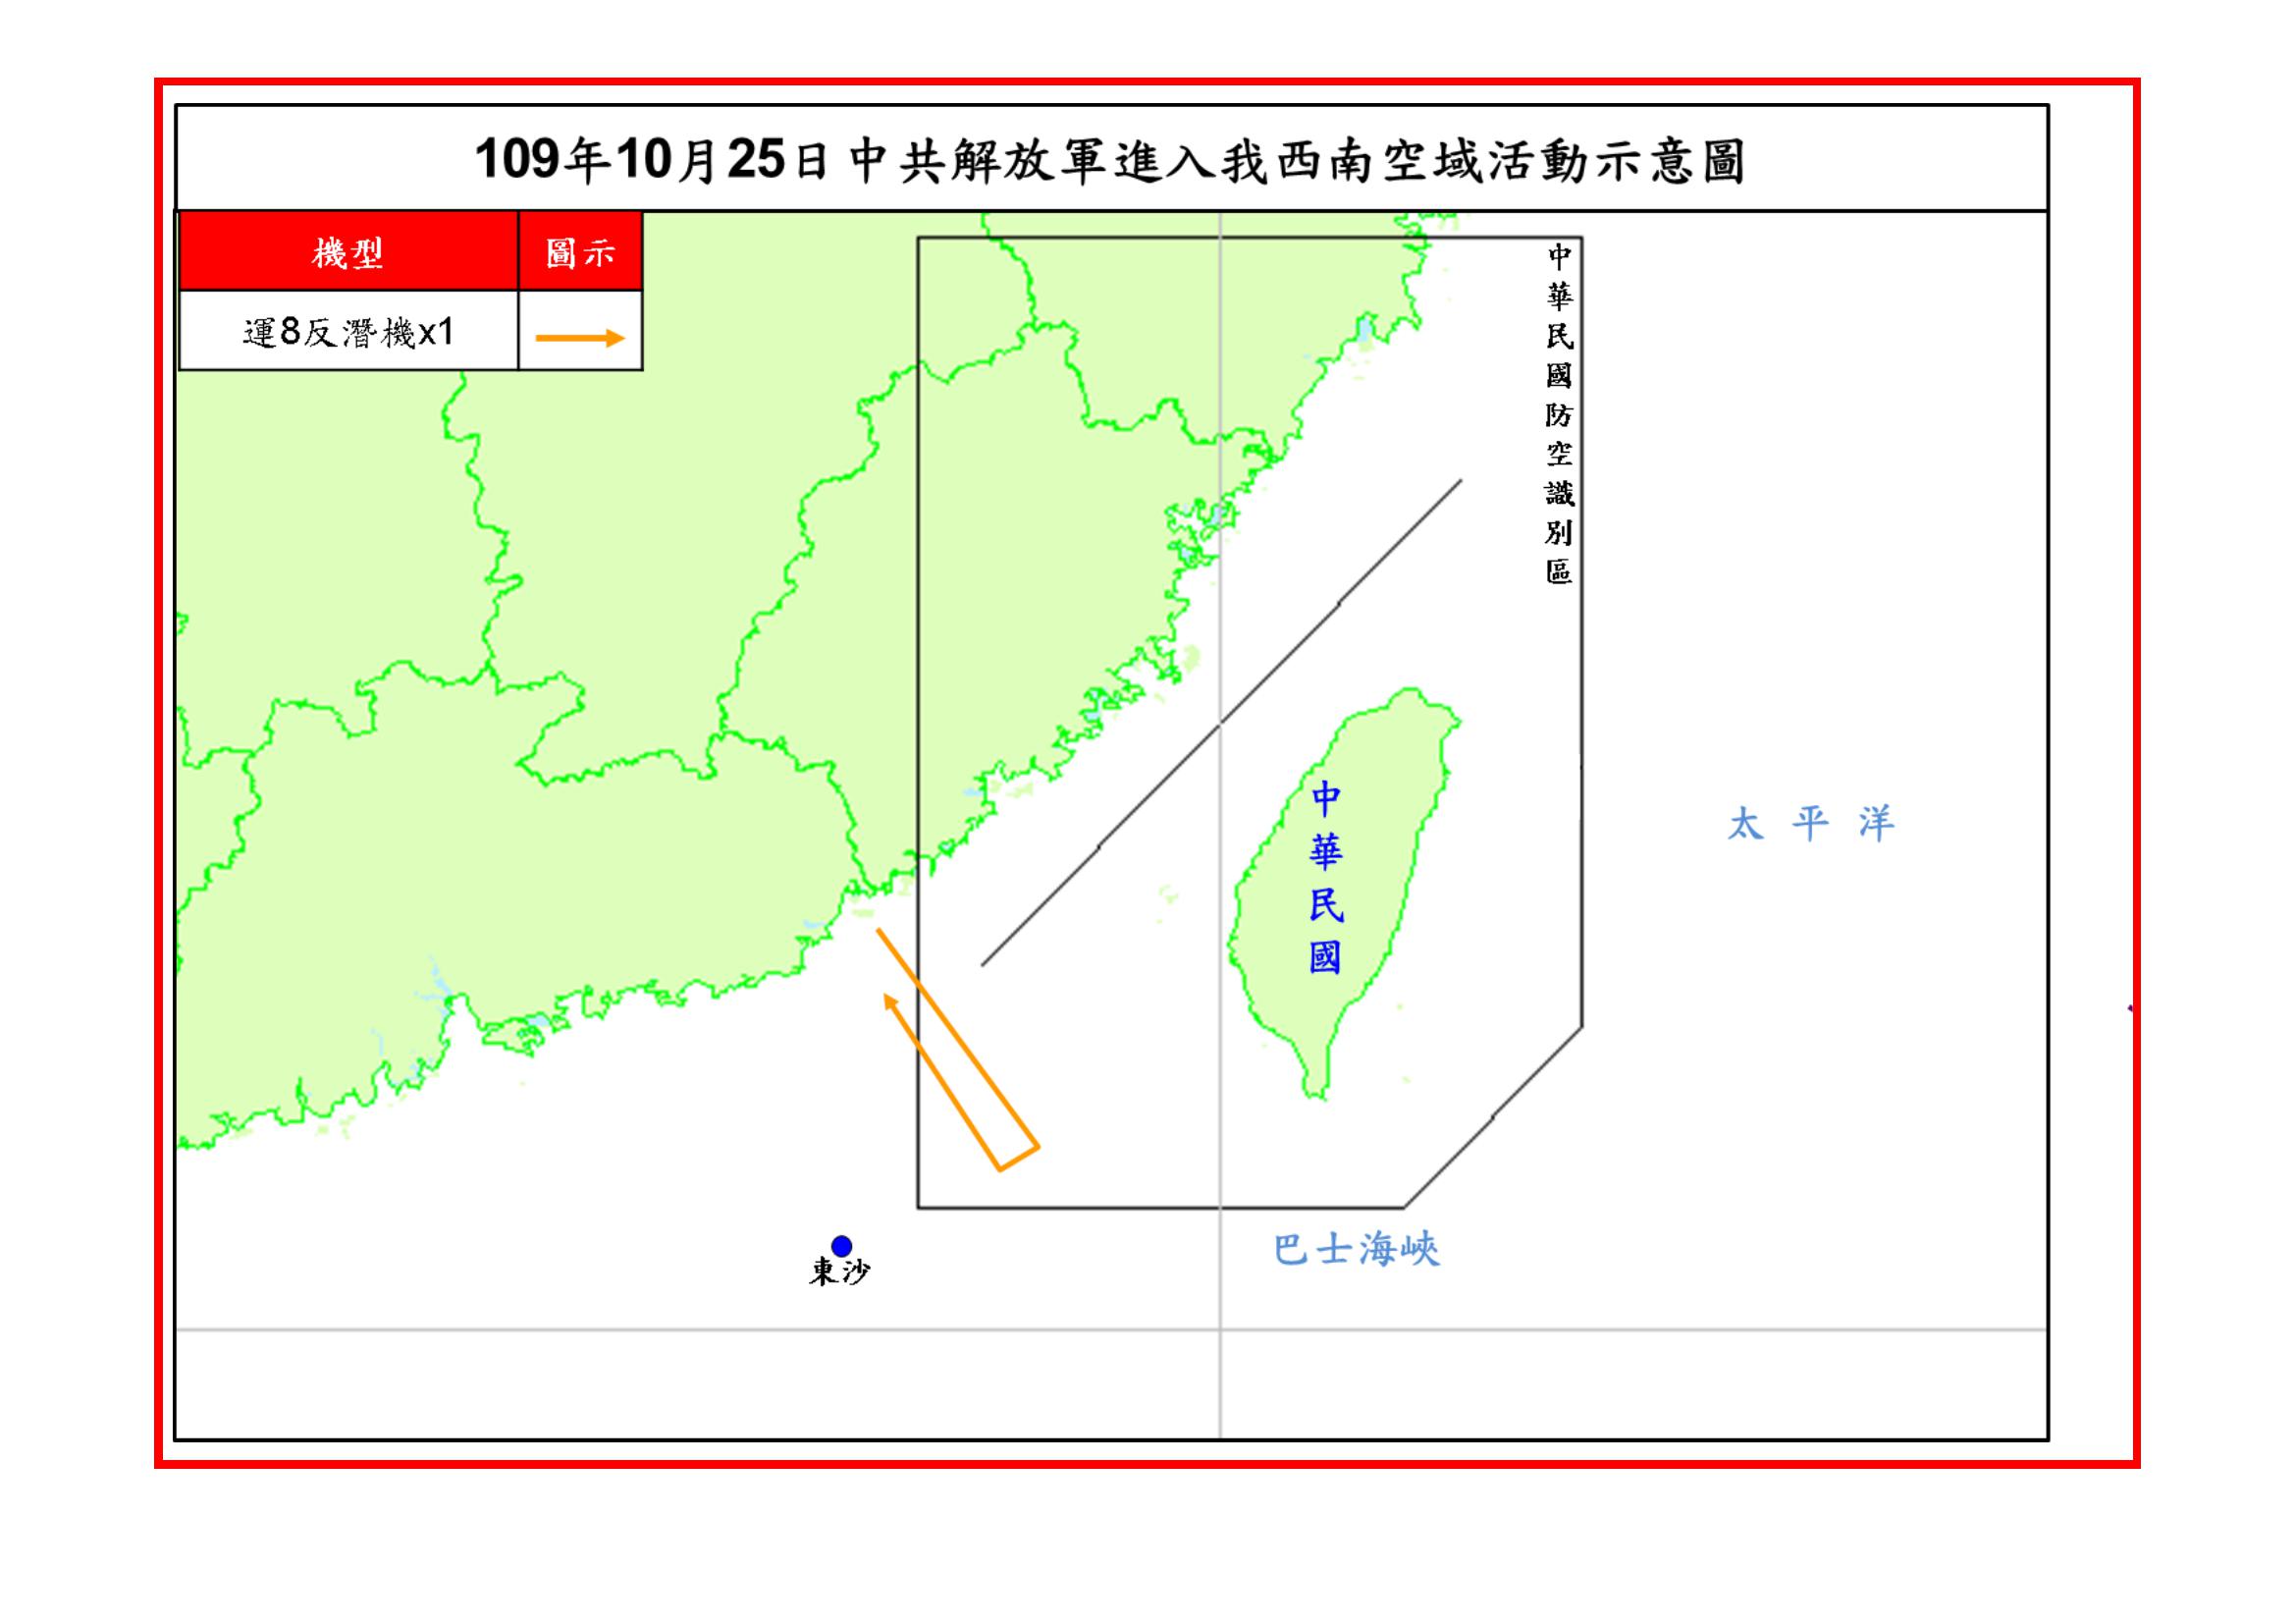 109年10月25日中共解放軍進入我西南空域活動示意圖
機型 圖示
運8反潛機x1
中華民國防空識別區
中華民國
太平洋
巴士海峽
東沙